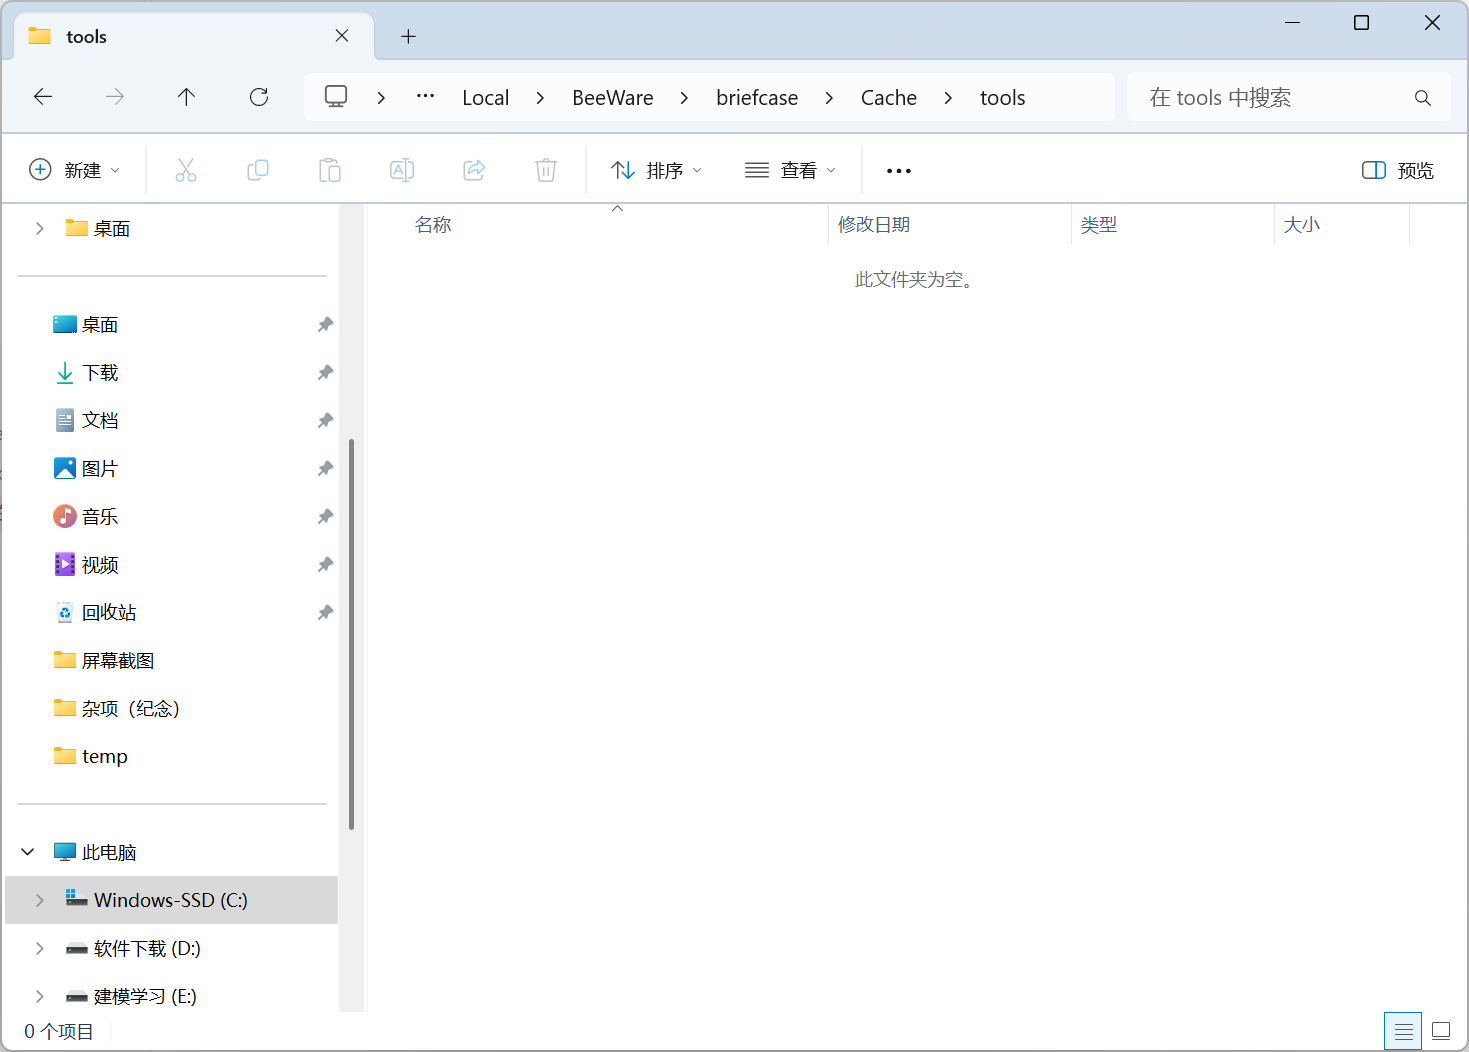 tools
Local
BeeWare
briefcase
Cache
tools
在 tools 中搜索
新建
排序
查看
预览
名称
修改日期
类型
大小
此文件夹为空。
桌面
桌面
下载
文档
图片
音乐
视频
回收站
屏幕截图
杂项（纪念）
temp
此电脑
Windows-SSD (C:)
软件下载 (D:)
建模学习 (E:)
0 个项目